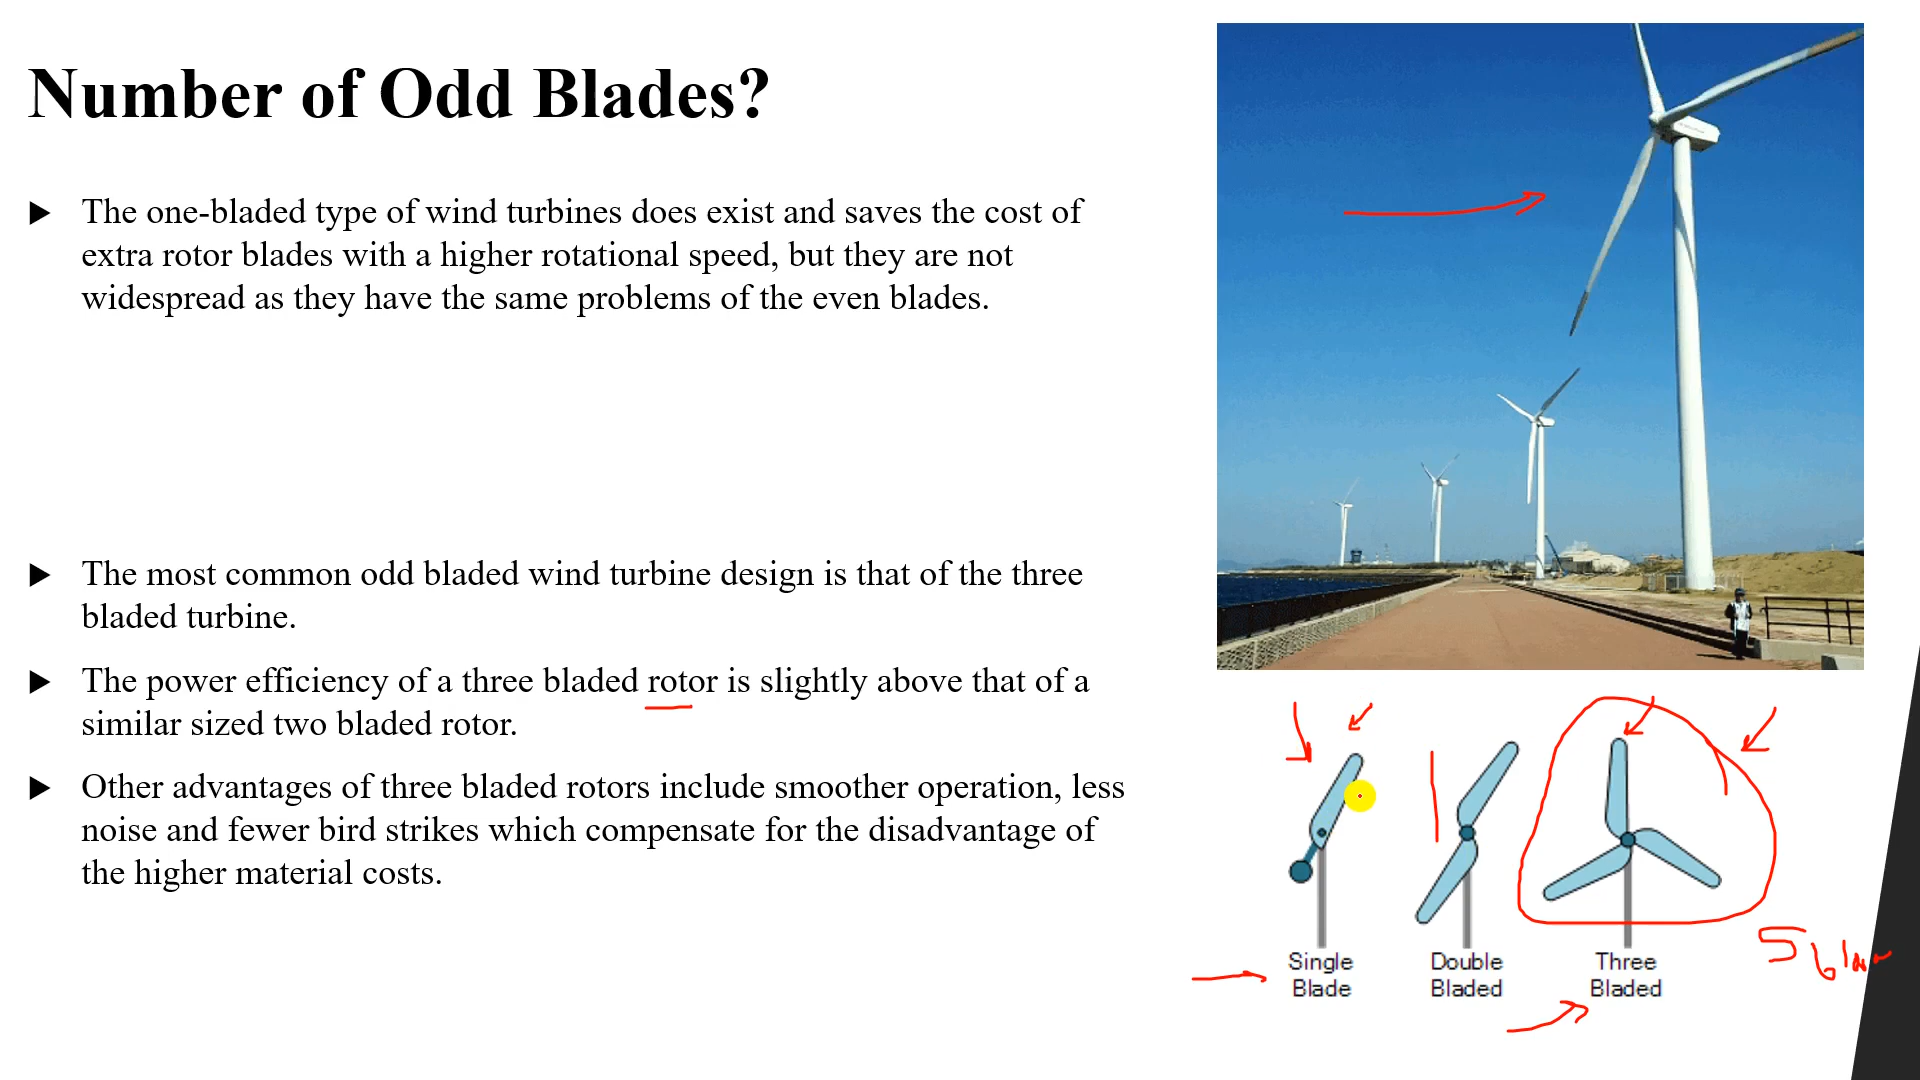 Number of Odd Blades?
The one-bladed type of wind turbines does exist and saves the cost of
extra rotor blades with a higher rotational speed, but they are not
widespread as they have the same problems of the even blades.
The most common odd bladed wind turbine design is that of the three
bladed turbine.
The power efficiency of a three bladed rotor is slightly above that of a
similar sized two bladed rotor.
Other advantages of three bladed rotors include smoother operation, less
noise and fewer bird strikes which compensate for the disadvantage of
the higher material costs.
Single
Blade
Double
Bladed
Three
Bladed
5